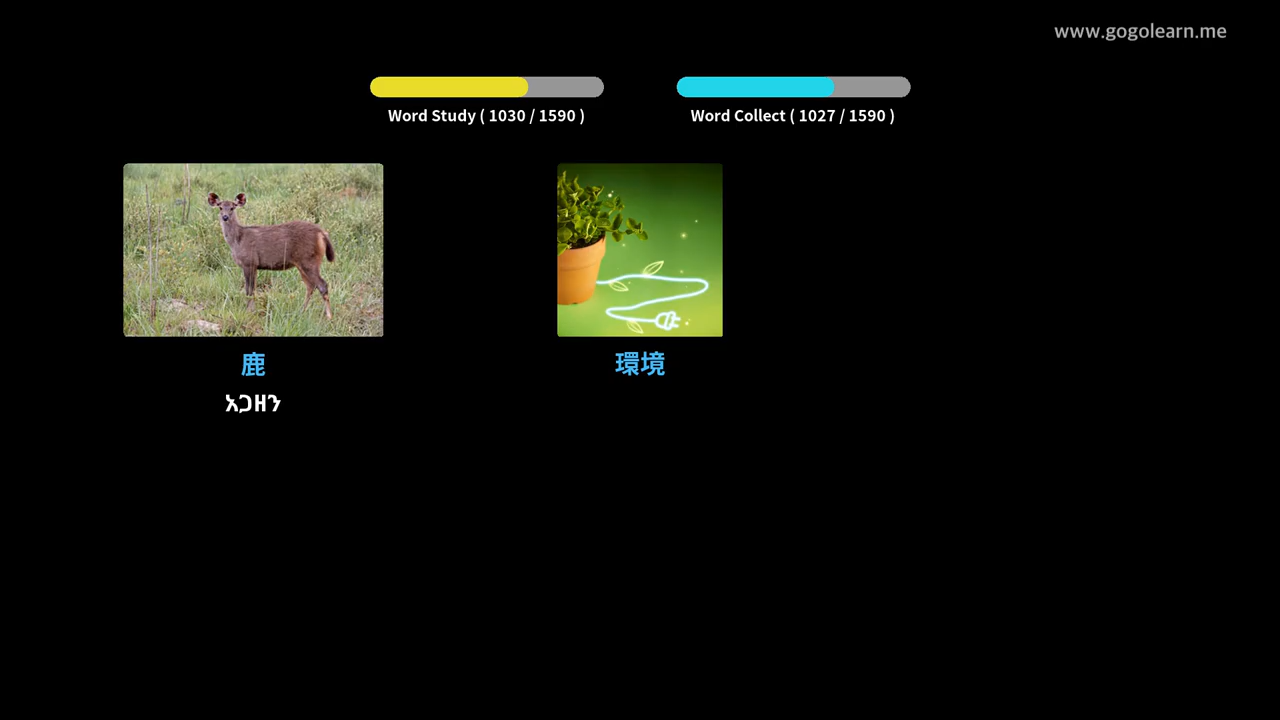 www.gogolearn.me
Word Study ( 1030 / 1590 )
Word Collect ( 1027 / 1590 )
鹿
አጋዘን
環境